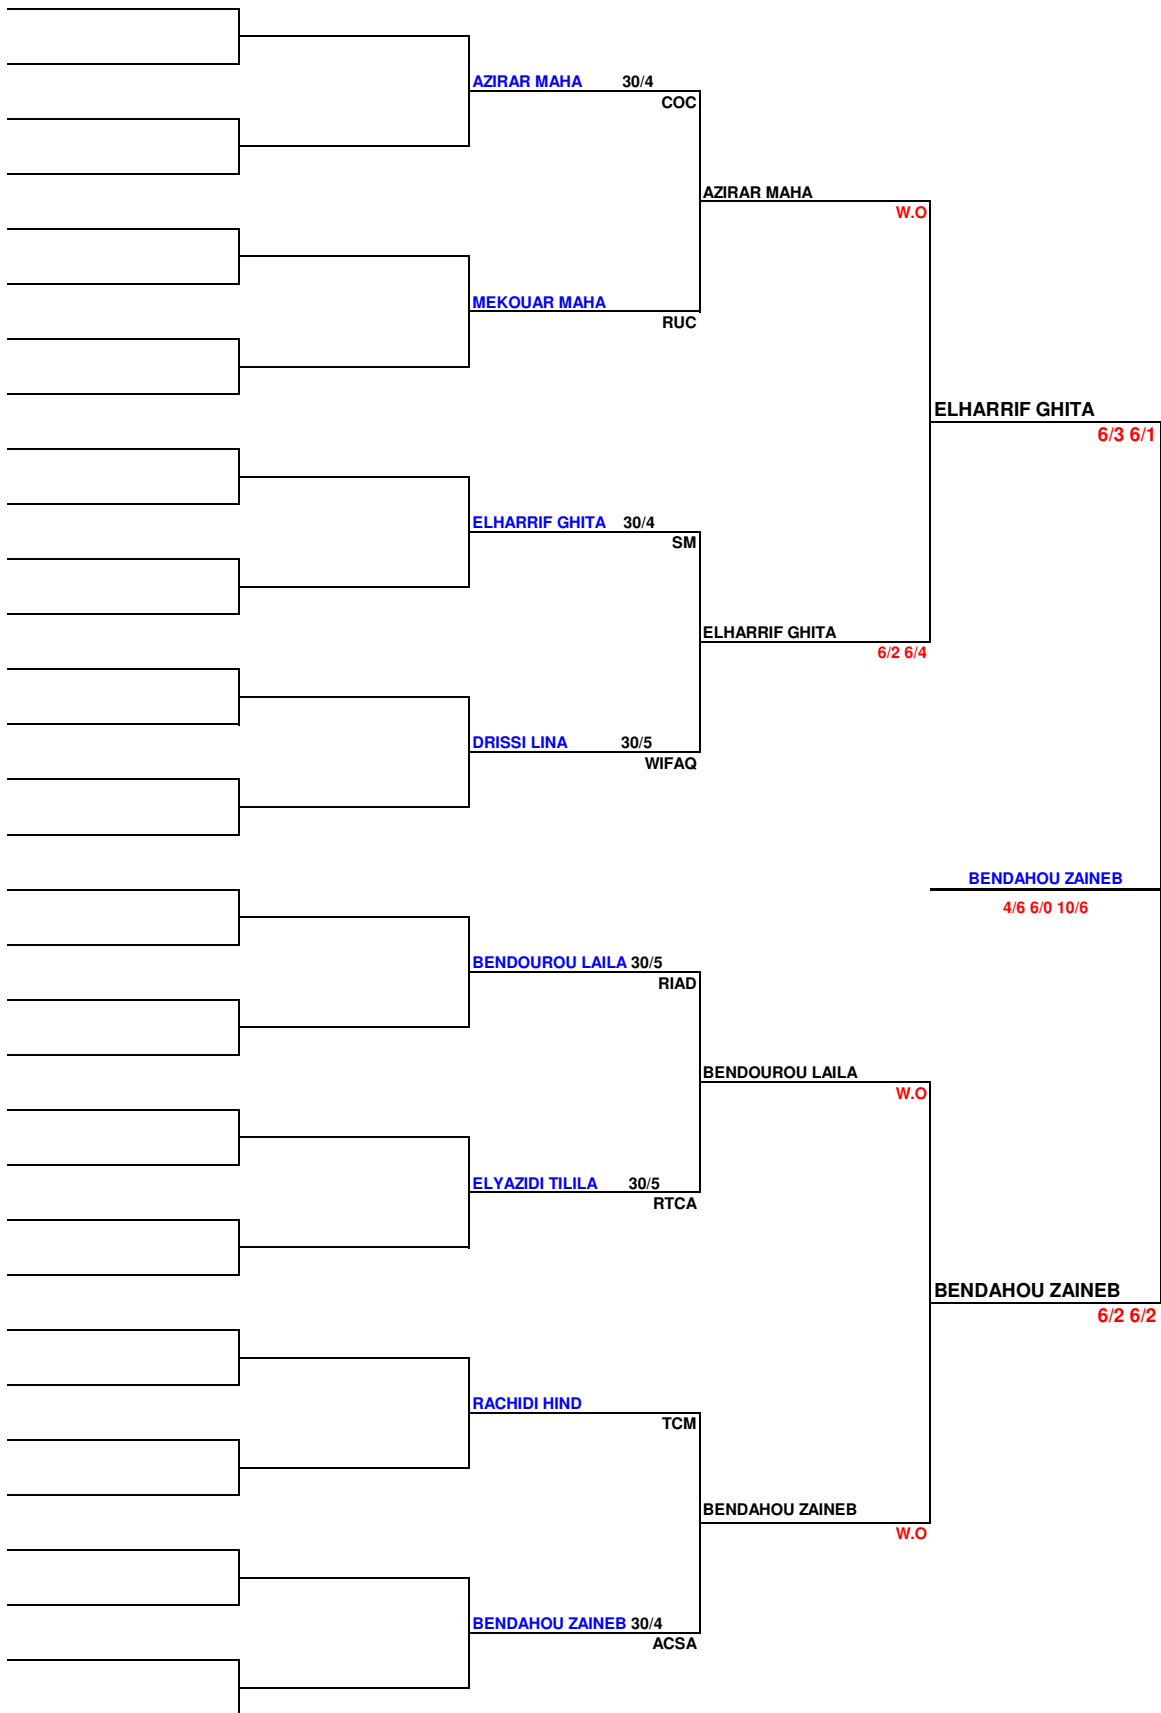 AZIRAR MAHA 30/4
COC
AZIRAR MAHA
W.O
MEKOUAR MAHA
RUC
ELHARRIF GHITA
6/3 6/1
ELHARRIF GHITA 30/4
SM
ELHARRIF GHITA
6/2 6/4
DRISSI LINA 30/5
WIFAQ
BENDAHOU ZAINEB
4/6 6/0 10/6
BENDOUROU LAILA 30/5
RIAD
BENDOUROU LAILA
W.O
ELYAZIDI TILILA 30/5
RTCA
BENDAHOU ZAINEB
6/2 6/2
RACHIDI HIND
TCM
BENDAHOU ZAINEB
W.O
BENDAHOU ZAINEB 30/4
ACSA